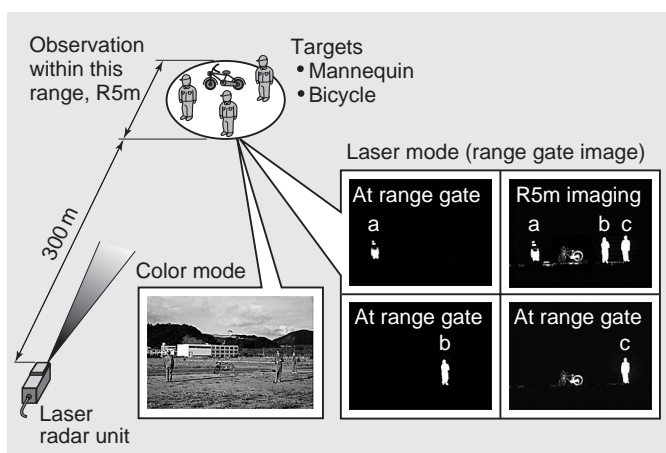 Observation
within this
range, R5m
Targets
• Mannequin
• Bicycle
300 m
Laser mode (range gate image)
At range gate
a
R5m imaging
a b c
Color mode
At range gate
b
At range gate
c
Laser
radar unit